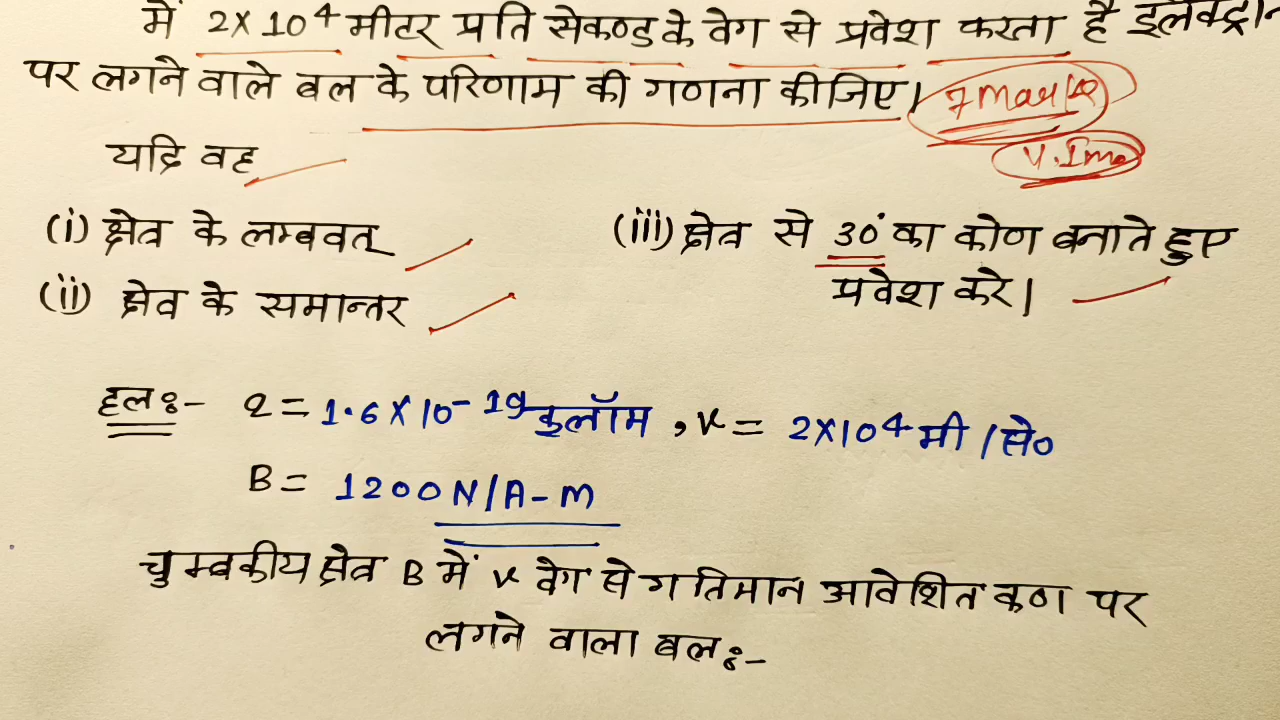 में 2×10⁴ मीटर प्रति सेकण्ड के वेग से प्रवेश करता है इलेक्ट्रान
पर लगने वाले बल के परिणाम की गणना कीजिए।
7 Mar
V. Imp
यदि वह
(i) क्षेत्र के लम्बवत्
(ii) क्षेत्र के समान्तर
(iii) क्षेत्र से 30° का कोण बनाते हुए
प्रवेश करे।
हल:- q = 1.6×10⁻¹⁹ कुलॉम, v = 2×10⁴ मी/से०
B = 1200 N/A-m
चुम्बकीय क्षेत्र B में v वेग से गतिमान आवेशित कण पर
लगने वाला बल:-